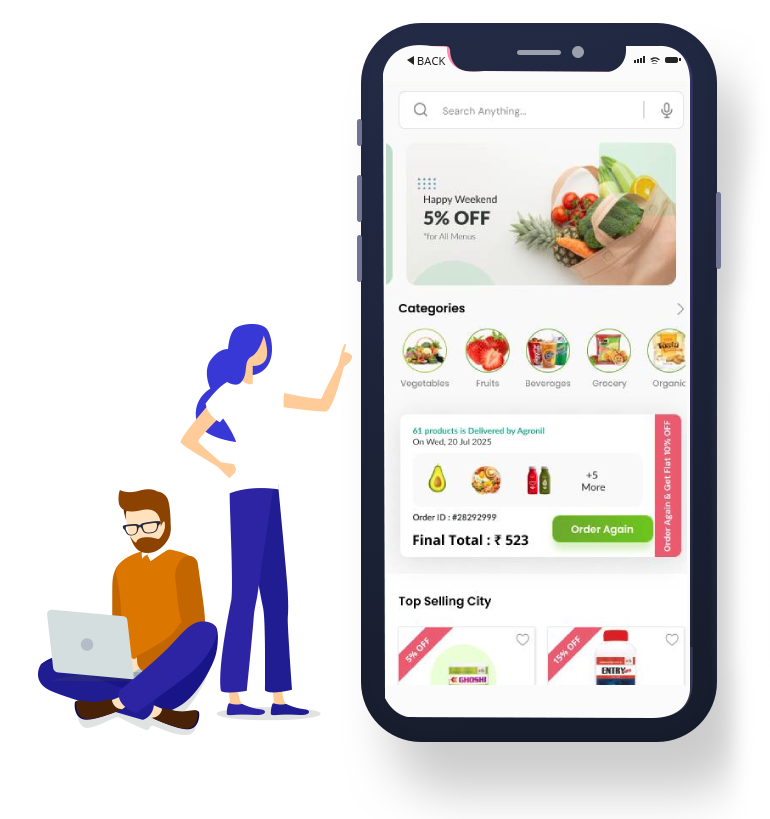 BACK
Search Anything...
Happy Weekend
5% OFF
*for All Menus
Categories
Vegetables
Fruits
Beverages
Grocery
Organic
61 products is Delivered by Agronil
On Wed, 20 Jul 2025
+5
More
Order ID : #28292999
Order Again
Final Total : ₹ 523
Order Again & Get Flat 10% OFF
Top Selling City
5% OFF
15% OFF
GHOSHI
ENTRY